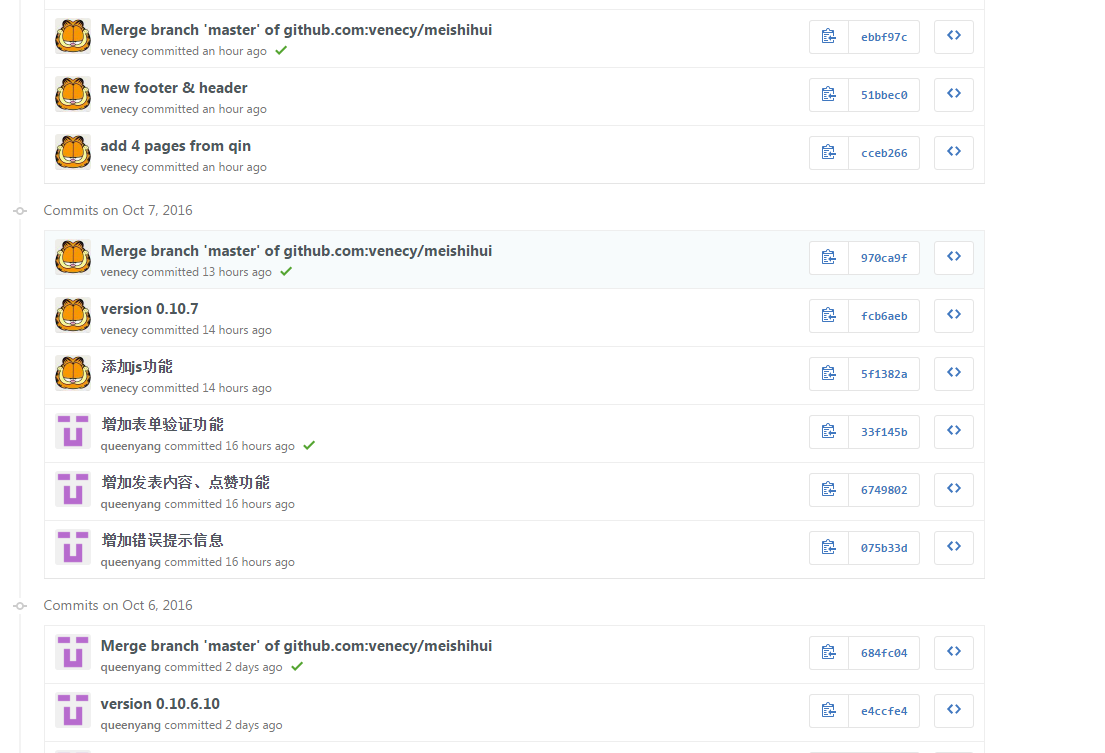 Merge branch 'master' of github.com:venecy/meishihui
venecy committed an hour ago
ebbf97c
new footer & header
venecy committed an hour ago
51bbec0
add 4 pages from qin
venecy committed an hour ago
cceb266
Commits on Oct 7, 2016
Merge branch 'master' of github.com:venecy/meishihui
venecy committed 13 hours ago
970ca9f
version 0.10.7
venecy committed 14 hours ago
fcb6aeb
添加js功能
venecy committed 14 hours ago
5f1382a
增加表单验证功能
queenyang committed 16 hours ago
33f145b
增加发表内容、点赞功能
queenyang committed 16 hours ago
6749802
增加错误提示信息
queenyang committed 16 hours ago
075b33d
Commits on Oct 6, 2016
Merge branch 'master' of github.com:venecy/meishihui
queenyang committed 2 days ago
684fc04
version 0.10.6.10
queenyang committed 2 days ago
e4ccfe4